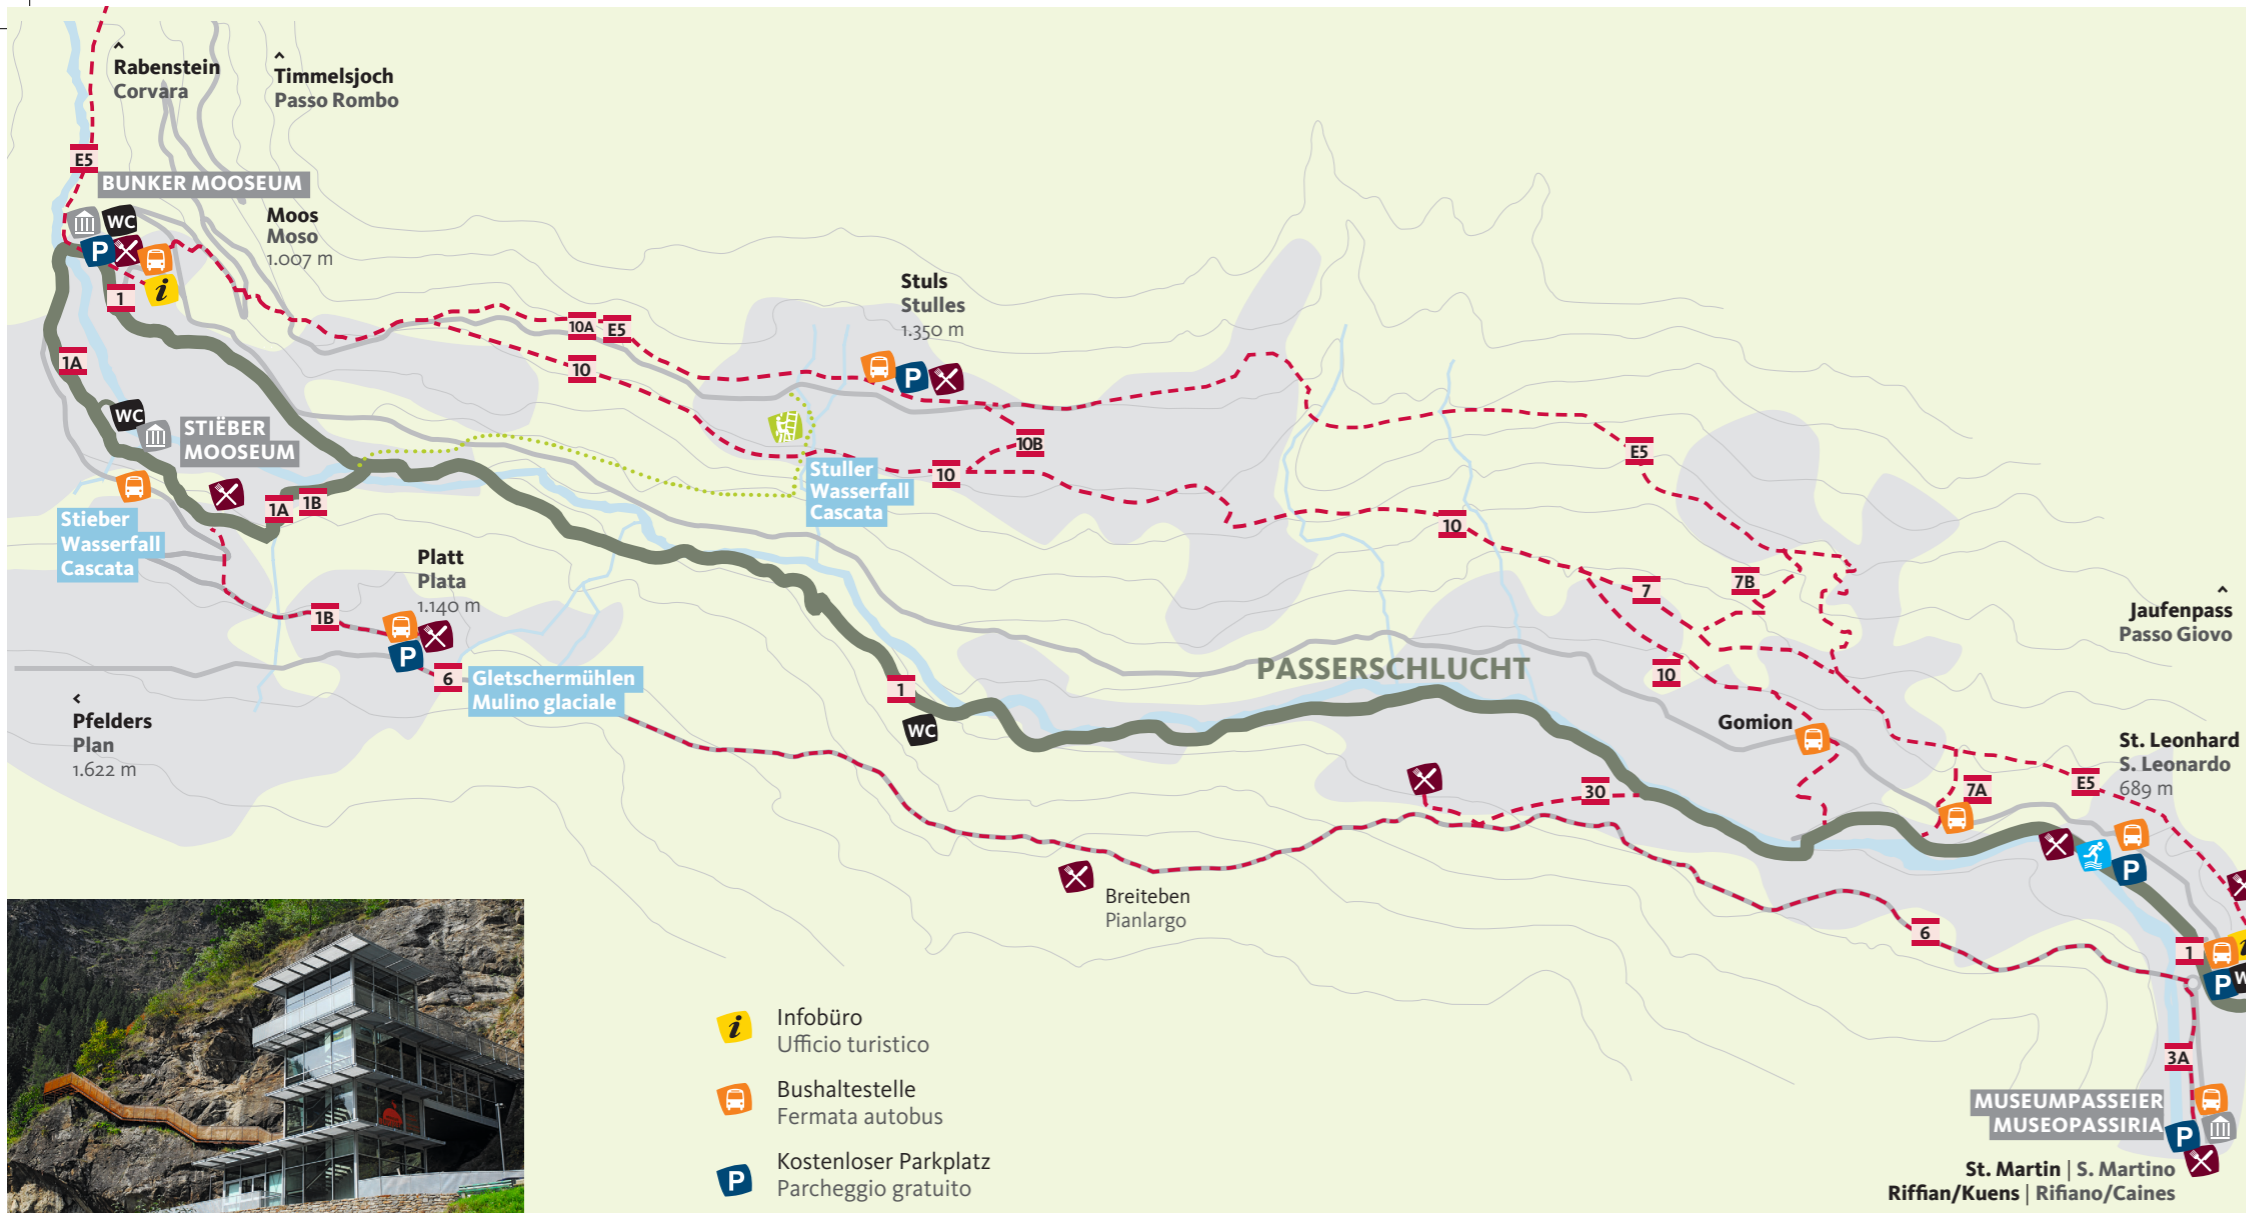 Rabenstein
Corvara
Timmelsjoch
Passo Rombo
E5
BUNKER MOOSEUM
WC
Moos
Moso
1.007 m
P
i
1
1A
10A
E5
10
Stuls
Stulles
1.350 m
P
WC
STIËBER
MOOSEUM
10B
E5
Stuller
Wasserfall
Cascata
10
1A
1B
Stieber
Wasserfall
Cascata
10
Platt
Plata
1.140 m
7
7B
1B
P
Jaufenpass
Passo Giovo
6
Gletschermühlen
Mulino glaciale
PASSERSCHLUCHT
10
1
WC
Pfelders
Plan
1.622 m
Gomion
St. Leonhard
S. Leonardo
689 m
30
7A
E5
P
Breiteben
Pianlargo
6
1
i
P
i
Infobüro
Ufficio turistico
Bushaltestelle
Fermata autobus
P
Kostenloser Parkplatz
Parcheggio gratuito
3A
MUSEUMPASSEIER
MUSEOPASSIRIA
P
St. Martin | S. Martino
Riffian/Kuens | Rifiano/Caines